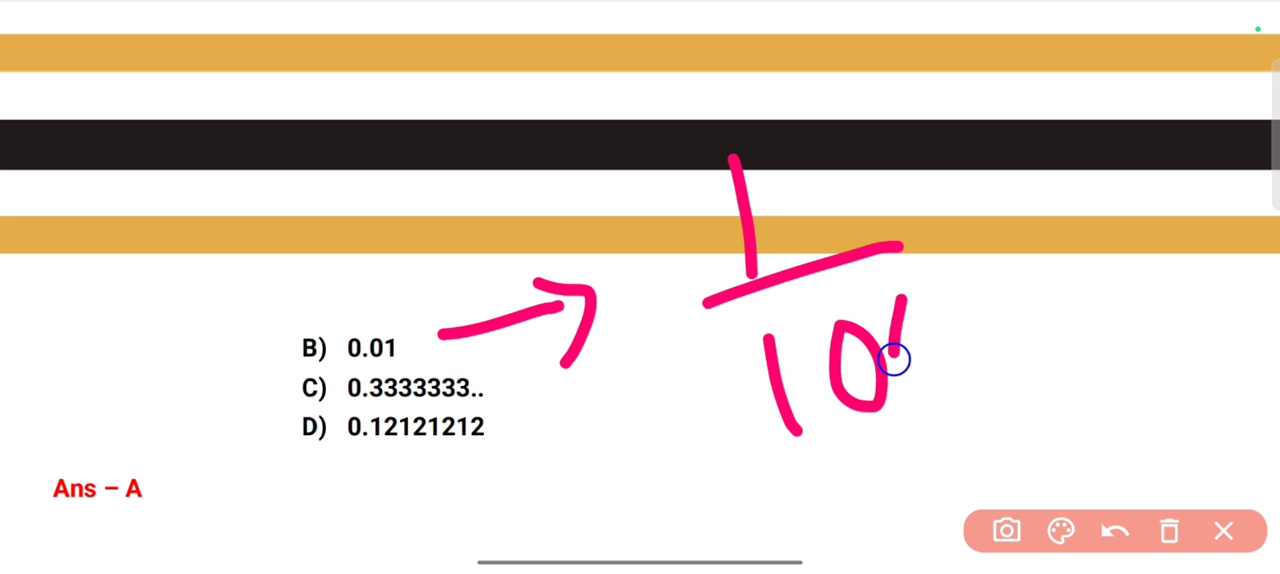 1
10
B) 0.01
C) 0.3333333..
D) 0.12121212
Ans – A